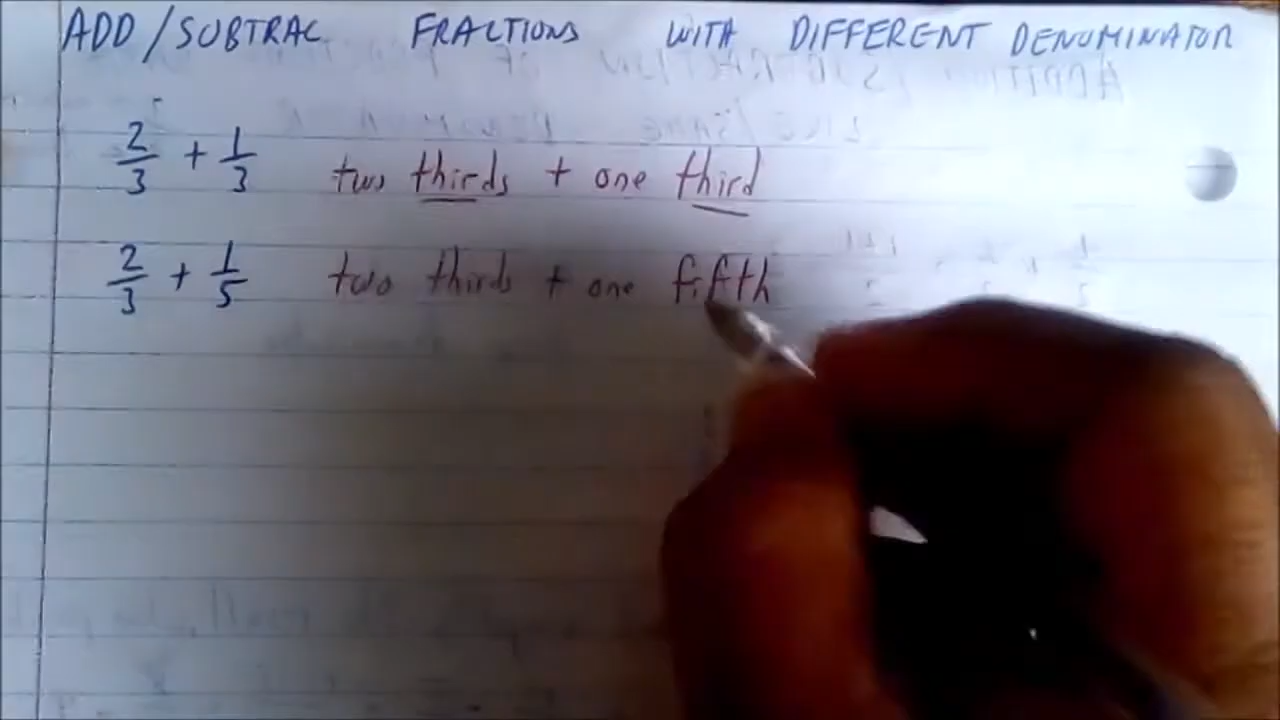 ADD/SUBTRAC FRACTIONS WITH DIFFERENT DENOMINATOR
2/3 + 1/3 two thirds + one third
2/3 + 1/5 two thirds + one fifth